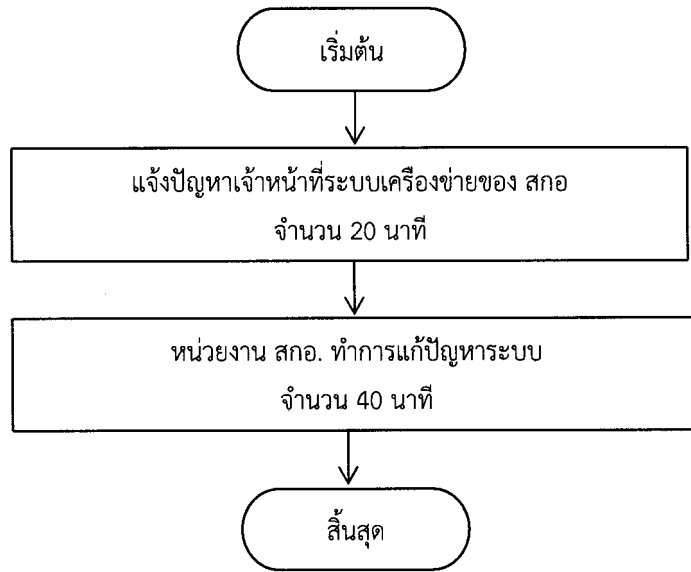 เริ่มต้น
แจ้งปัญหาเจ้าหน้าที่ระบบเครืองข่ายของ สกอ
จำนวน 20 นาที
หน่วยงาน สกอ. ทำการแก้ปัญหาระบบ
จำนวน 40 นาที
สิ้นสุด